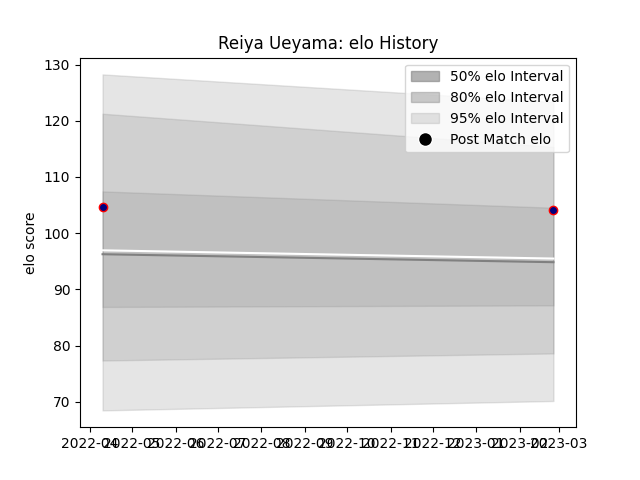 Reiya Ueyama: elo History
50% elo Interval
80% elo Interval
95% elo Interval
Post Match elo
elo score
130
120
110
100
90
80
70
2022-04 2022-05 2022-06 2022-07 2022-08 2022-09 2022-10 2022-11 2022-12 2023-01 2023-02 2023-03